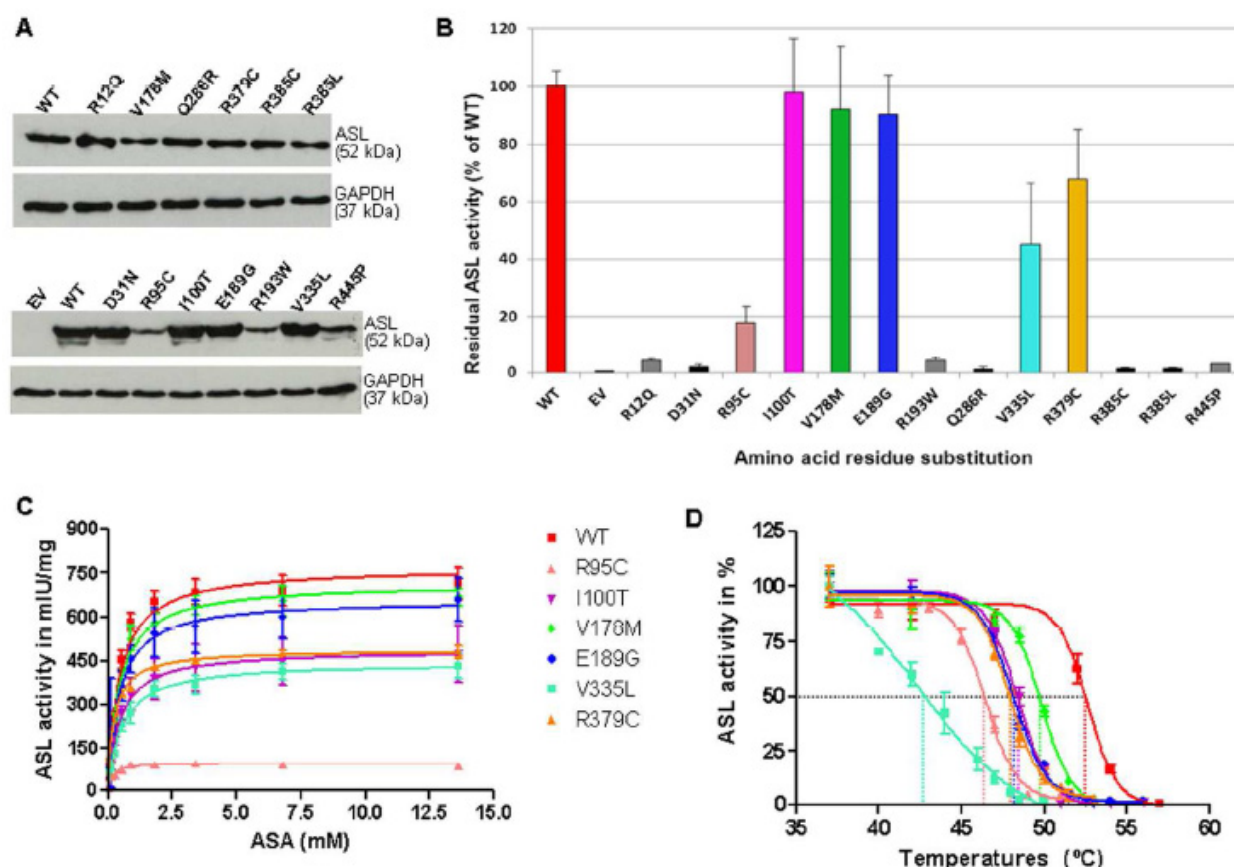 A
WT R12Q V178M Q286R R379C R385C R385L
ASL
(52 kDa)
GAPDH
(37 kDa)
EV WT D31N R95C I100T E189G R193W V335L R445P
ASL
(52 kDa)
GAPDH
(37 kDa)
B
Residual ASL activity (% of WT)
120
100
80
60
40
20
0
WT EV R12Q D31N R95C I100T V178M E189G R193W Q286R V335L R379C R385C R385L R445P
Amino acid residue substitution
C
ASL activity in mIU/mg
900
750
600
450
300
150
0
0.0 2.5 5.0 7.5 10.0 12.5 15.0
ASA (mM)
WT
R95C
I100T
V178M
E189G
V335L
R379C
D
ASL activity in %
125
100
75
50
25
0
35 40 45 50 55 60
Temperatures (ºC)